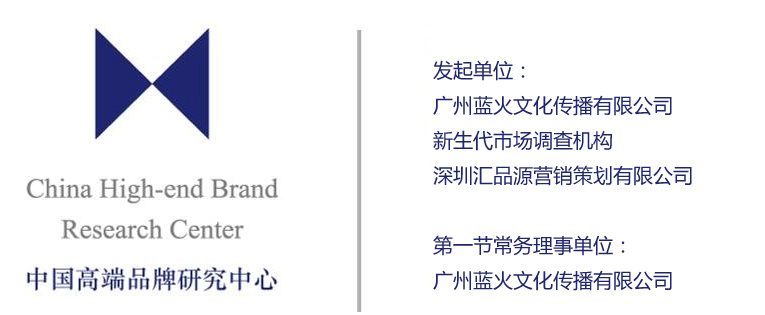 China High-end Brand
Research Center
中国高端品牌研究中心
发起单位：
广州蓝火文化传播有限公司
新生代市场调查机构
深圳汇品源营销策划有限公司
第一节常务理事单位：
广州蓝火文化传播有限公司